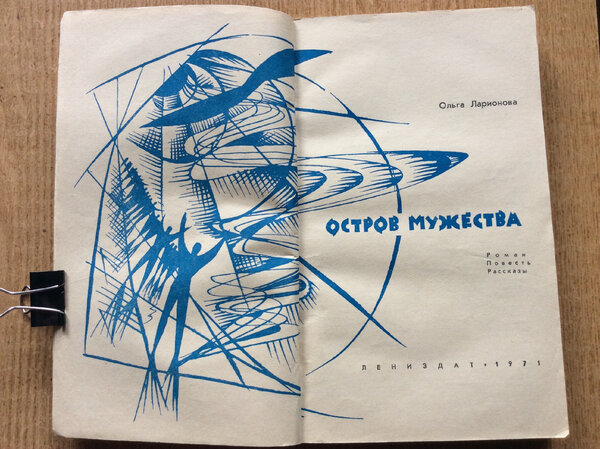 Ольга Ларионова
ОСТРОВ МУЖЕСТВА
Роман
Повесть
Рассказы
ЛЕНИЗДАТ • 1971